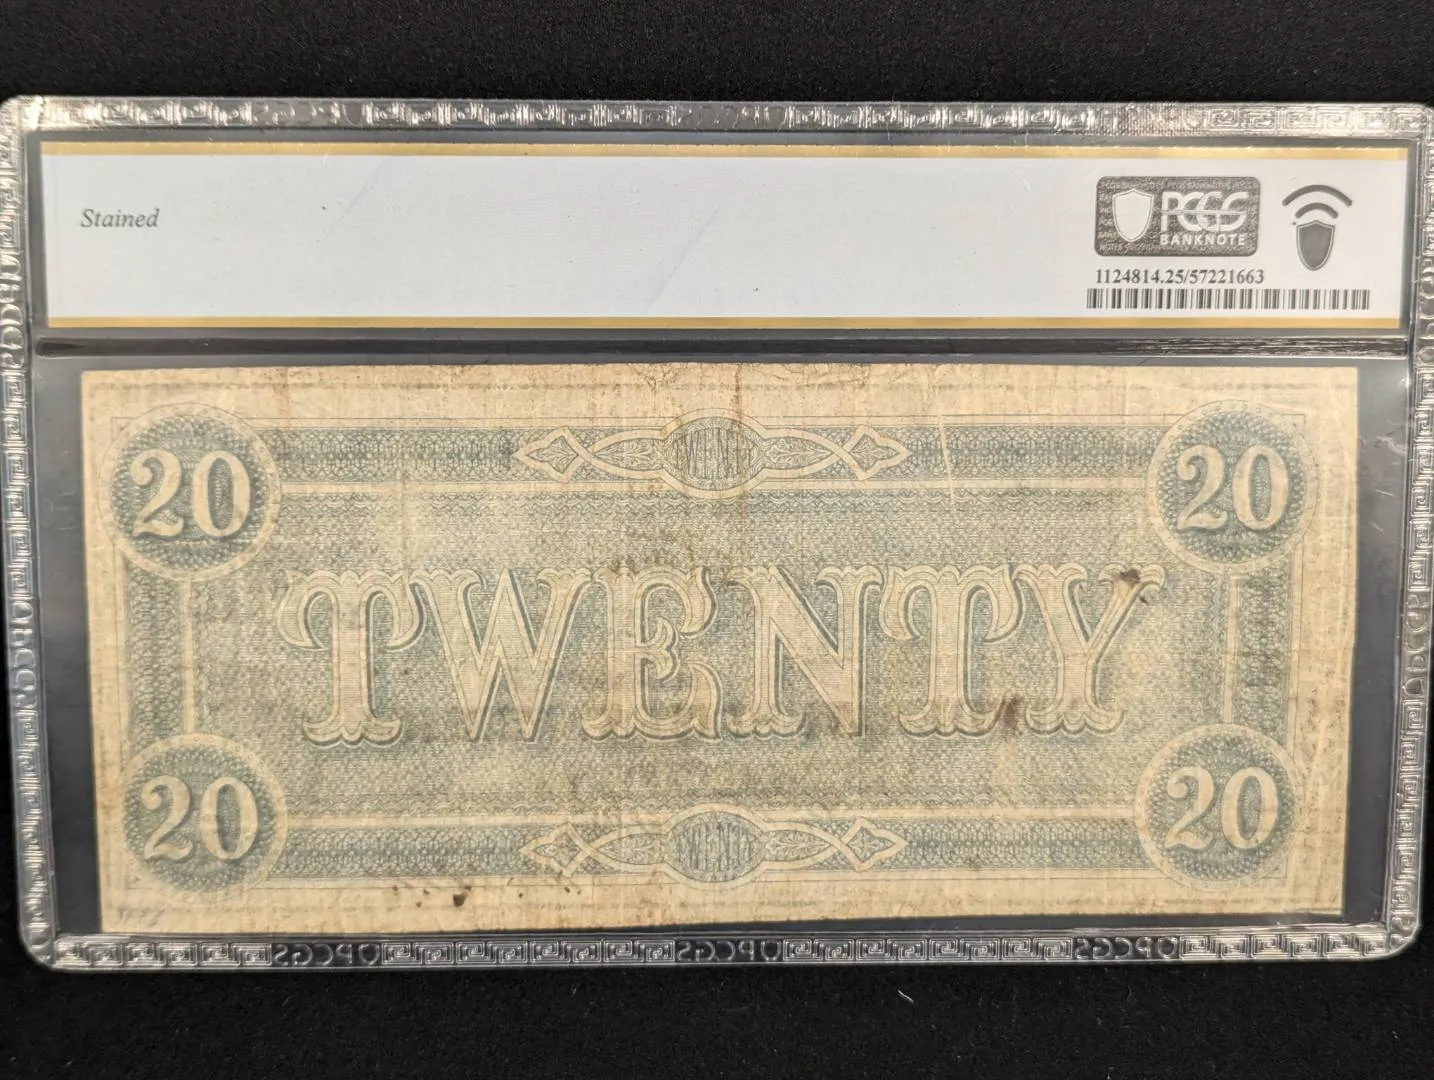 Stained
PCGS
BANKNOTE
1124814.25/57221663
20 20
TWENTY
20 20